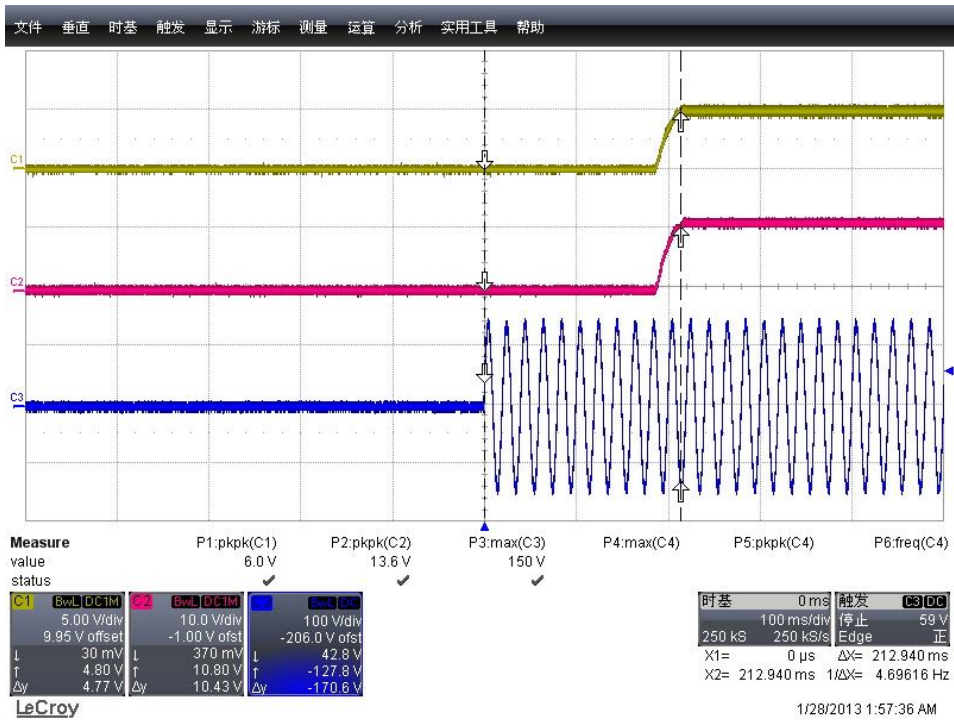 文件 垂直 时基 触发 显示 游标 测量 运算 分析 实用工具 帮助
C1
C2
C3
Measure P1:pkpk(C1) P2:pkpk(C2) P3:max(C3) P4:max(C4) P5:pkpk(C4) P6:freq(C4)
value 6.0 V 13.6 V 150 V
status
C1 BwL DC1M
5.00 V/div
9.95 V offset
↓ 30 mV
↑ 4.80 V
Δy 4.77 V
C2 BwL DC1M
10.0 V/div
-1.00 V ofst
↓ 370 mV
↑ 10.80 V
Δy 10.43 V
BwL DC
100 V/div
-206.0 V ofst
↓ 42.8 V
↑ -127.8 V
Δy -170.6 V
时基 0 ms
100 ms/div
250 kS 250 kS/s
触发 C3 DC
停止 59 V
Edge 正
X1= 0 µs ΔX= 212.940 ms
X2= 212.940 ms 1/ΔX= 4.69616 Hz
LeCroy
1/28/2013 1:57:36 AM